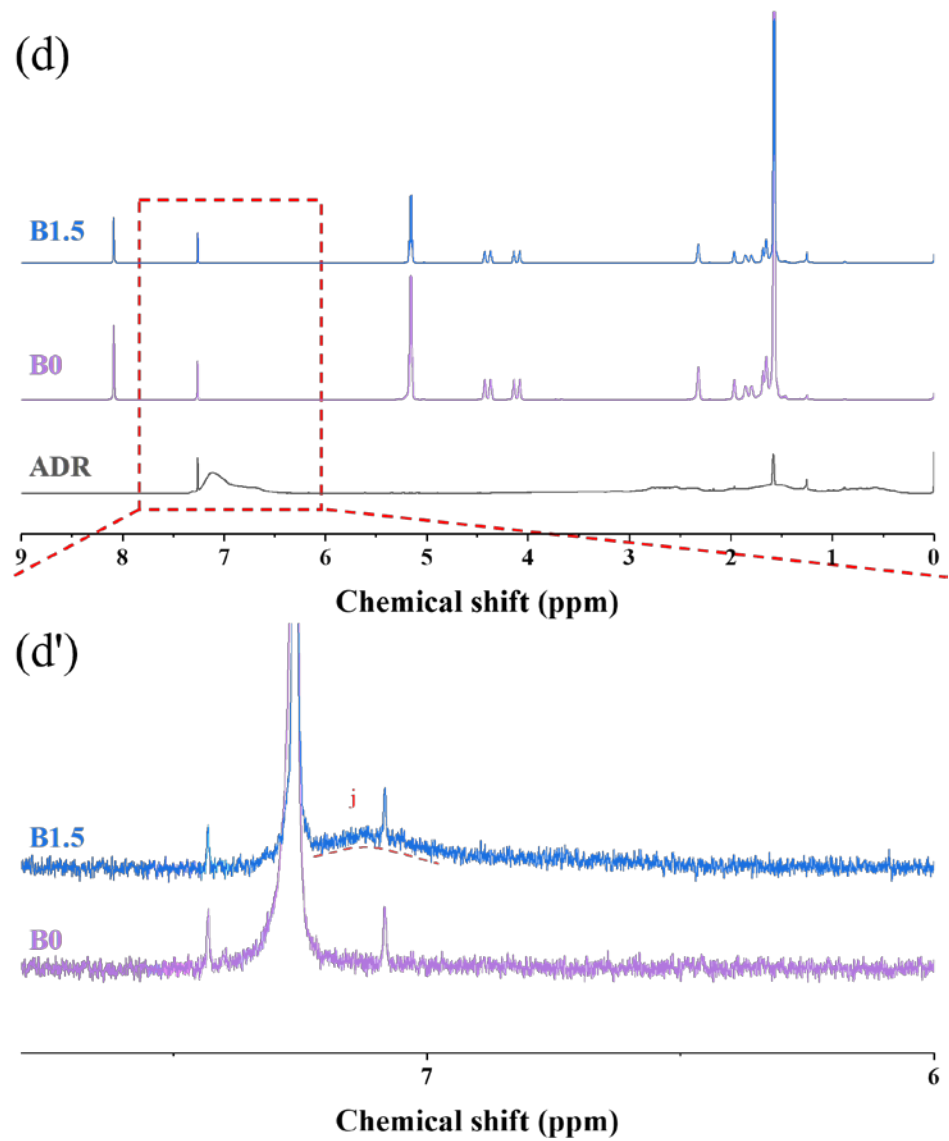 (d)
B1.5
B0
ADR
9 8 7 6 5 4 3 2 1 0
Chemical shift (ppm)
(d')
j
B1.5
B0
7 6
Chemical shift (ppm)